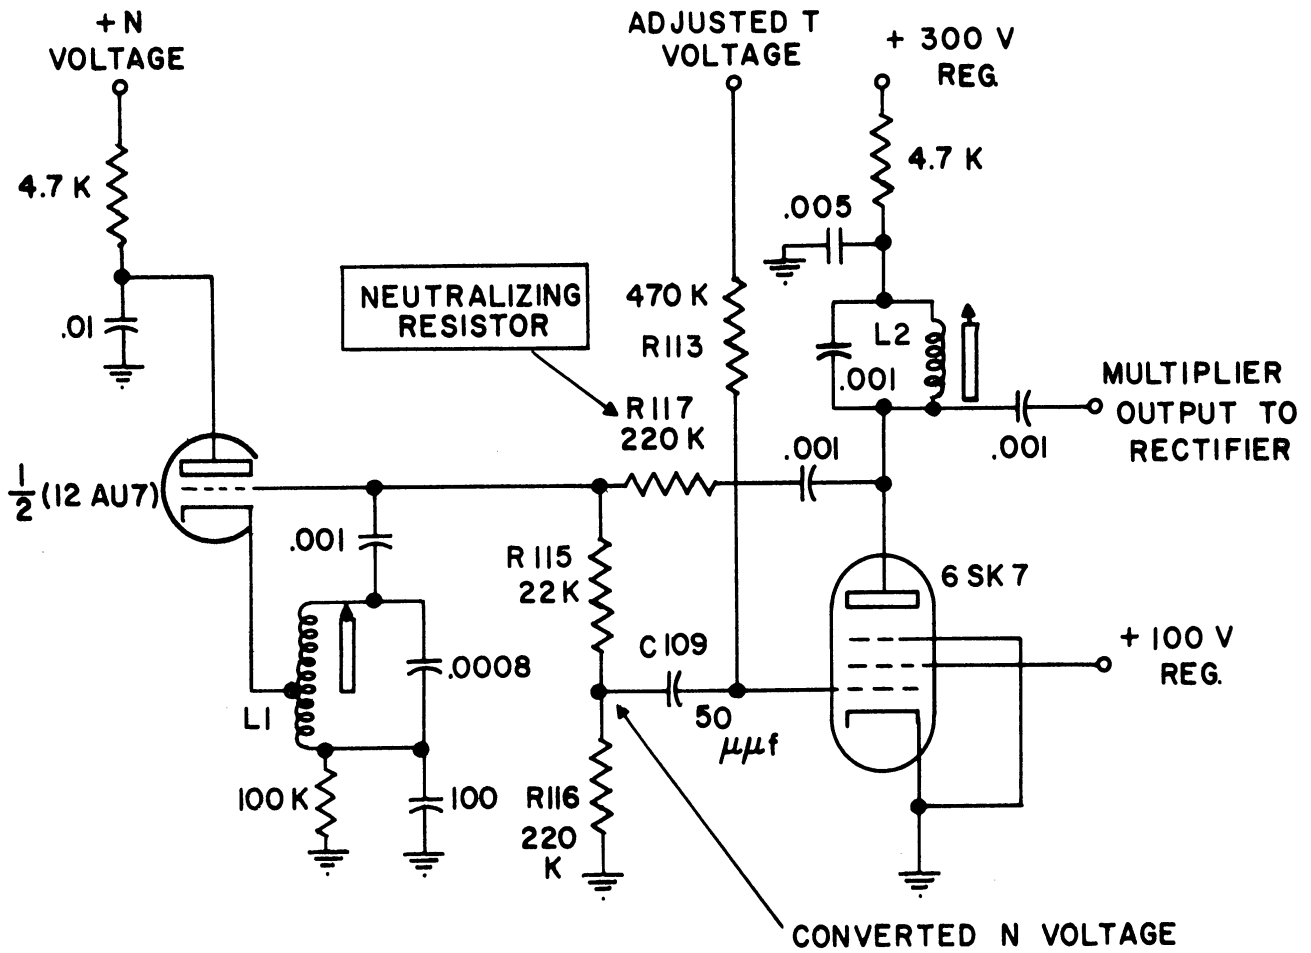 + N
VOLTAGE
ADJUSTED T
VOLTAGE
+ 300 V
REG.
4.7 K
4.7 K
.005
.01
NEUTRALIZING
RESISTOR
470 K
R113
L2
.001
MULTIPLIER
OUTPUT TO
RECTIFIER
R117
220 K
.001
.001
1/2 (12 AU7)
.001
R115
22K
6 SK 7
C109
+ 100 V
REG.
.0008
L1
50
μμf
100 K
100
R116
220
K
CONVERTED N VOLTAGE